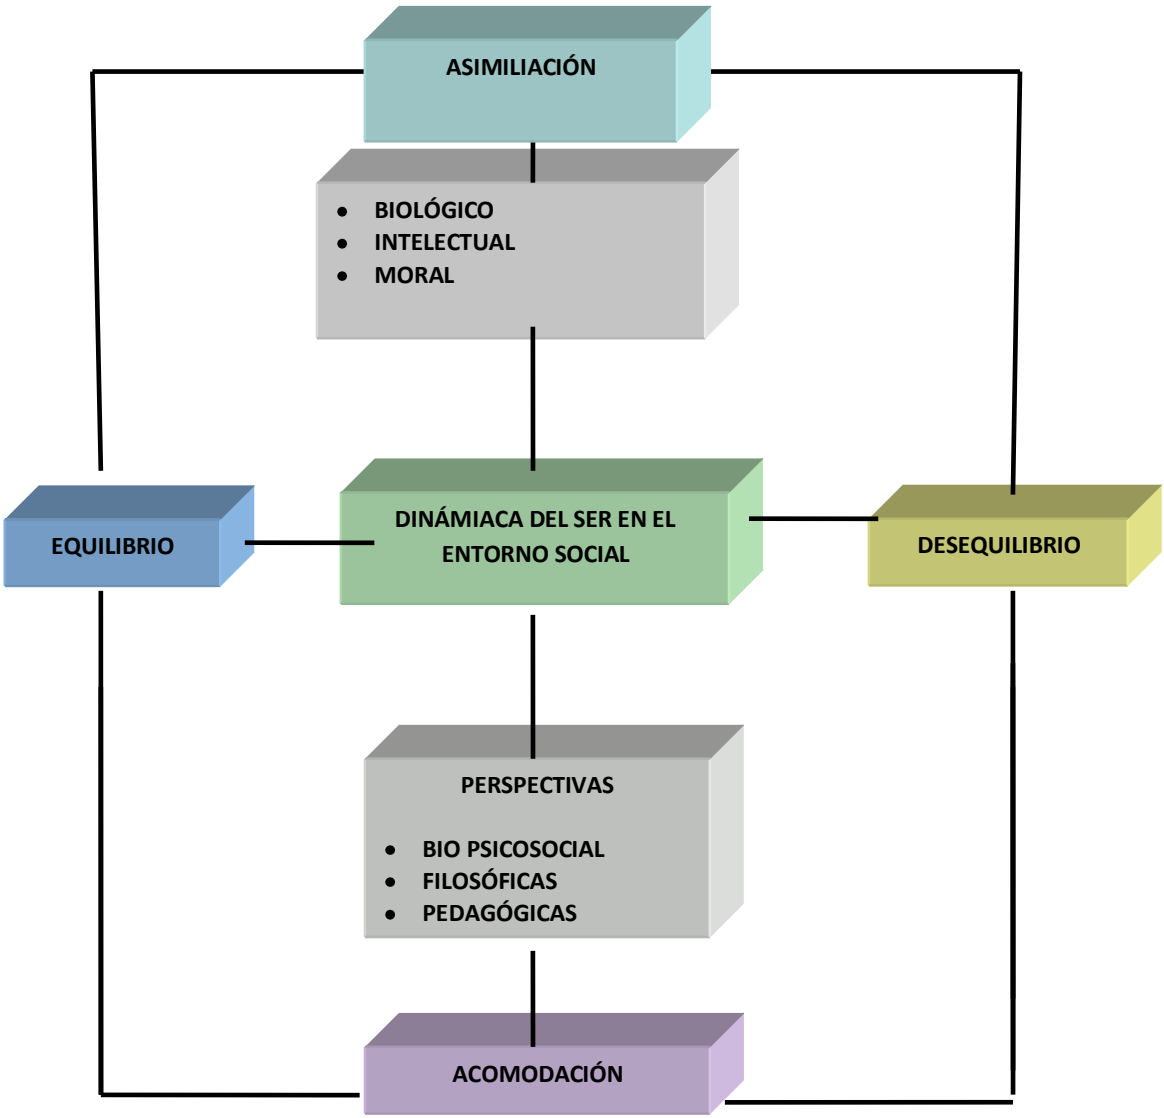 ASIMILIACIÓN
• BIOLÓGICO
• INTELECTUAL
• MORAL
EQUILIBRIO
DINÁMIACA DEL SER EN EL
ENTORNO SOCIAL
DESEQUILIBRIO
PERSPECTIVAS
• BIO PSICOSOCIAL
• FILOSÓFICAS
• PEDAGÓGICAS
ACOMODACIÓN